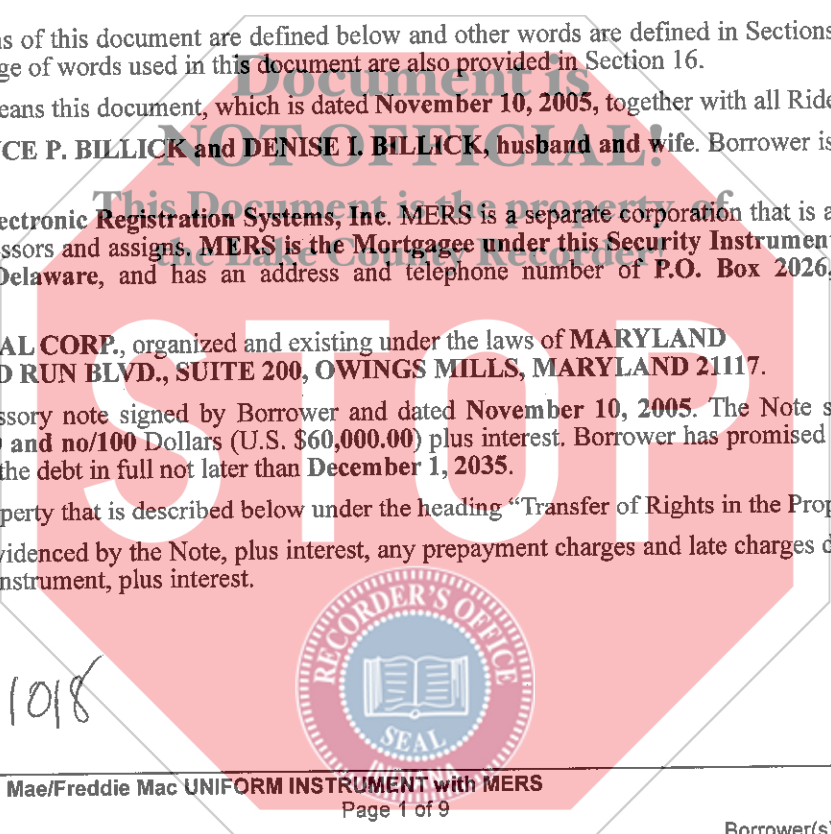 ns of this document are defined below and other words are defined in Sections
ge of words used in this document are also provided in Section 16.
Document is
eans this document, which is dated November 10, 2005, together with all Ride
NOT OFFICIAL!
CE P. BILLICK and DENISE I. BILLICK, husband and wife. Borrower is
This Document is the property of
ectronic Registration Systems, Inc. MERS is a separate corporation that is a
ssors and assigns. MERS is the Mortgagee under this Security Instrument
the Lake County Recorder!
Delaware, and has an address and telephone number of P.O. Box 2026,
STOP
AL CORP., organized and existing under the laws of MARYLAND
D RUN BLVD., SUITE 200, OWINGS MILLS, MARYLAND 21117.
ssory note signed by Borrower and dated November 10, 2005. The Note s
and no/100 Dollars (U.S. $60,000.00) plus interest. Borrower has promised
the debt in full not later than December 1, 2035.
perty that is described below under the heading “Transfer of Rights in the Prop
videnced by the Note, plus interest, any prepayment charges and late charges d
nstrument, plus interest.
RECORDER'S OFFICE
SEAL
INDIANA
1018
Mae/Freddie Mac UNIFORM INSTRUMENT with MERS
Page 1 of 9
Borrower(s)